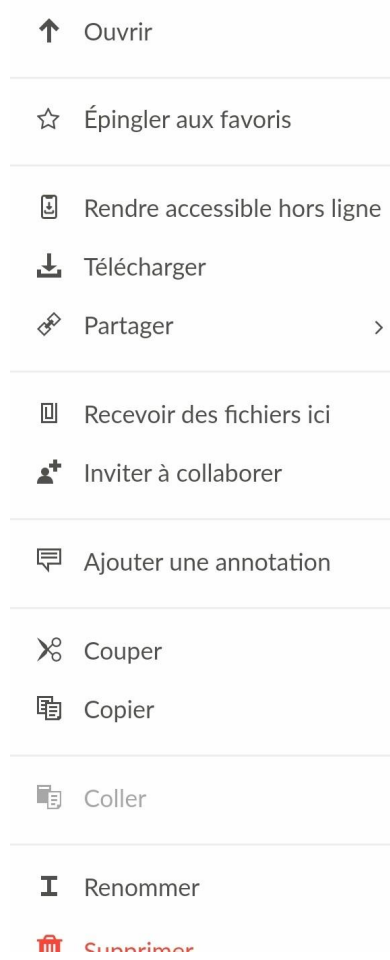 Ouvrir
Épingler aux favoris
Rendre accessible hors ligne
Télécharger
Partager
Recevoir des fichiers ici
Inviter à collaborer
Ajouter une annotation
Couper
Copier
Coller
Renommer
Supprimer